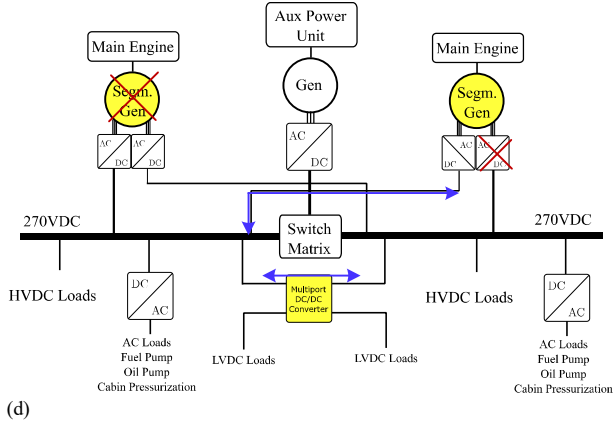 Aux Power
Unit
Main Engine
Main Engine
Segm.
Gen
Gen
Segm.
Gen
AC
DC
AC
DC
AC
DC
AC
DC
AC
DC
270VDC
Switch
Matrix
270VDC
HVDC Loads
DC
AC
Multiport
DC/DC
Converter
HVDC Loads
DC
AC
AC Loads
Fuel Pump
Oil Pump
Cabin Pressurization
LVDC Loads
LVDC Loads
AC Loads
Fuel Pump
Oil Pump
Cabin Pressurization
(d)